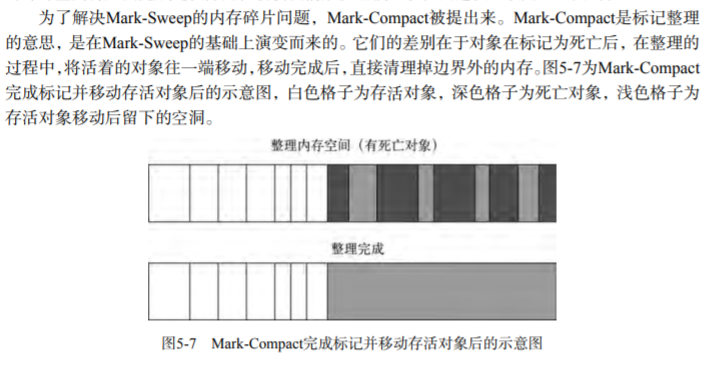 为了解决Mark-Sweep的内存碎片问题，Mark-Compact被提出来。Mark-Compact是标记整理
的意思，是在Mark-Sweep的基础上演变而来的。它们的差别在于对象在标记为死亡后，在整理的
过程中，将活着的对象往一端移动，移动完成后，直接清理掉边界外的内存。图5-7为Mark-Compact
完成标记并移动存活对象后的示意图，白色格子为存活对象，深色格子为死亡对象，浅色格子为
存活对象移动后留下的空洞。
整理内存空间（有死亡对象）
整理完成
图5-7 Mark-Compact完成标记并移动存活对象后的示意图